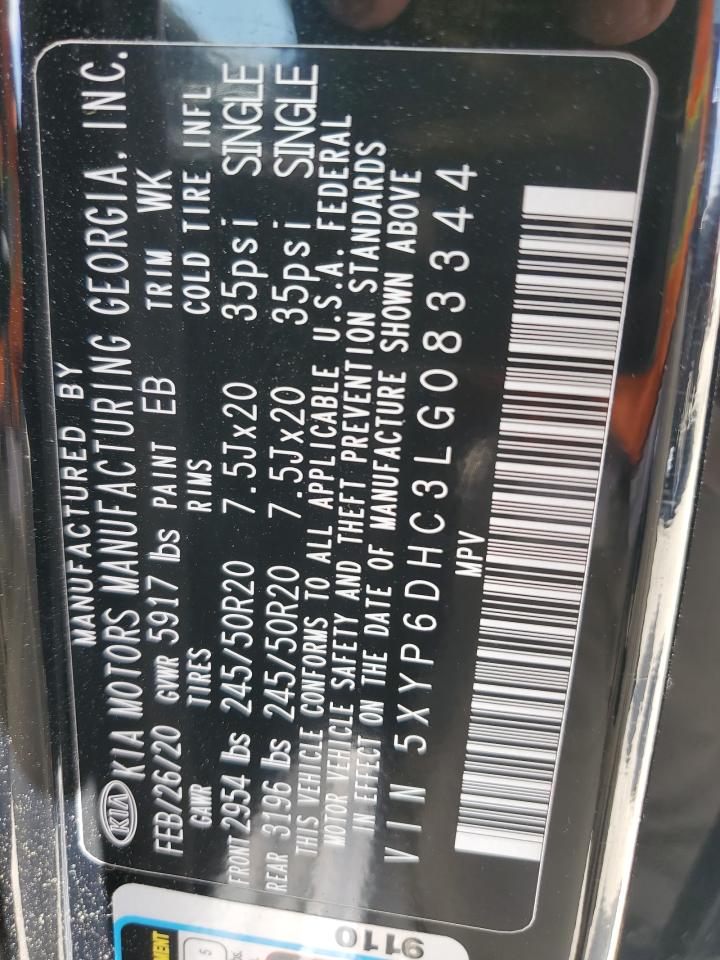 MANUFACTURED BY
KIA KIA MOTORS MANUFACTURING GEORGIA, INC.
FEB/26/20 GVWR 5917 lbs PAINT EB TRIM WK
GAWR TIRES RIMS COLD TIRE INFL
FRONT 2954 lbs 245/50R20 7.5Jx20 35psi SINGLE
REAR 3196 lbs 245/50R20 7.5Jx20 35psi SINGLE
THIS VEHICLE CONFORMS TO ALL APPLICABLE U.S.A. FEDERAL
MOTOR VEHICLE SAFETY AND THEFT PREVENTION STANDARDS
IN EFFECT ON THE DATE OF MANUFACTURE SHOWN ABOVE
VIN 5XYP6DHC3LG083344
MPV
9110
5